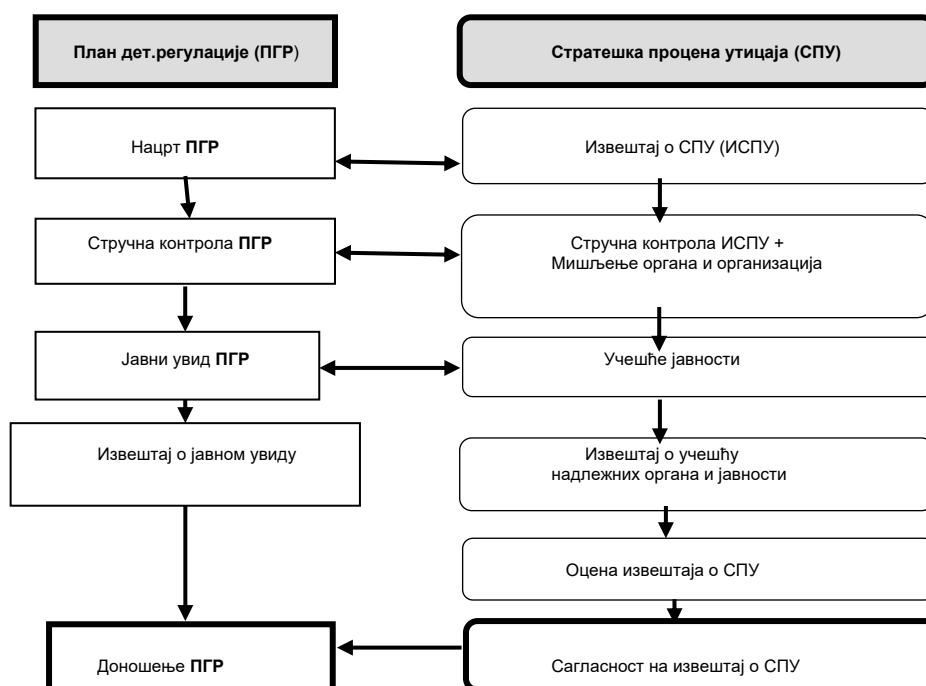 План дет.регулације (ПГР)
Стратешка процена утицаја (СПУ)
Нацрт ПГР
Извештај о СПУ (ИСПУ)
Стручна контрола ПГР
Стручна контрола ИСПУ +
Мишљење органа и организација
Јавни увид ПГР
Учешће јавности
Извештај о јавном увиду
Извештај о учешћу
надлежних органа и јавности
Оцена извештаја о СПУ
Доношење ПГР
Сагласност на извештај о СПУ